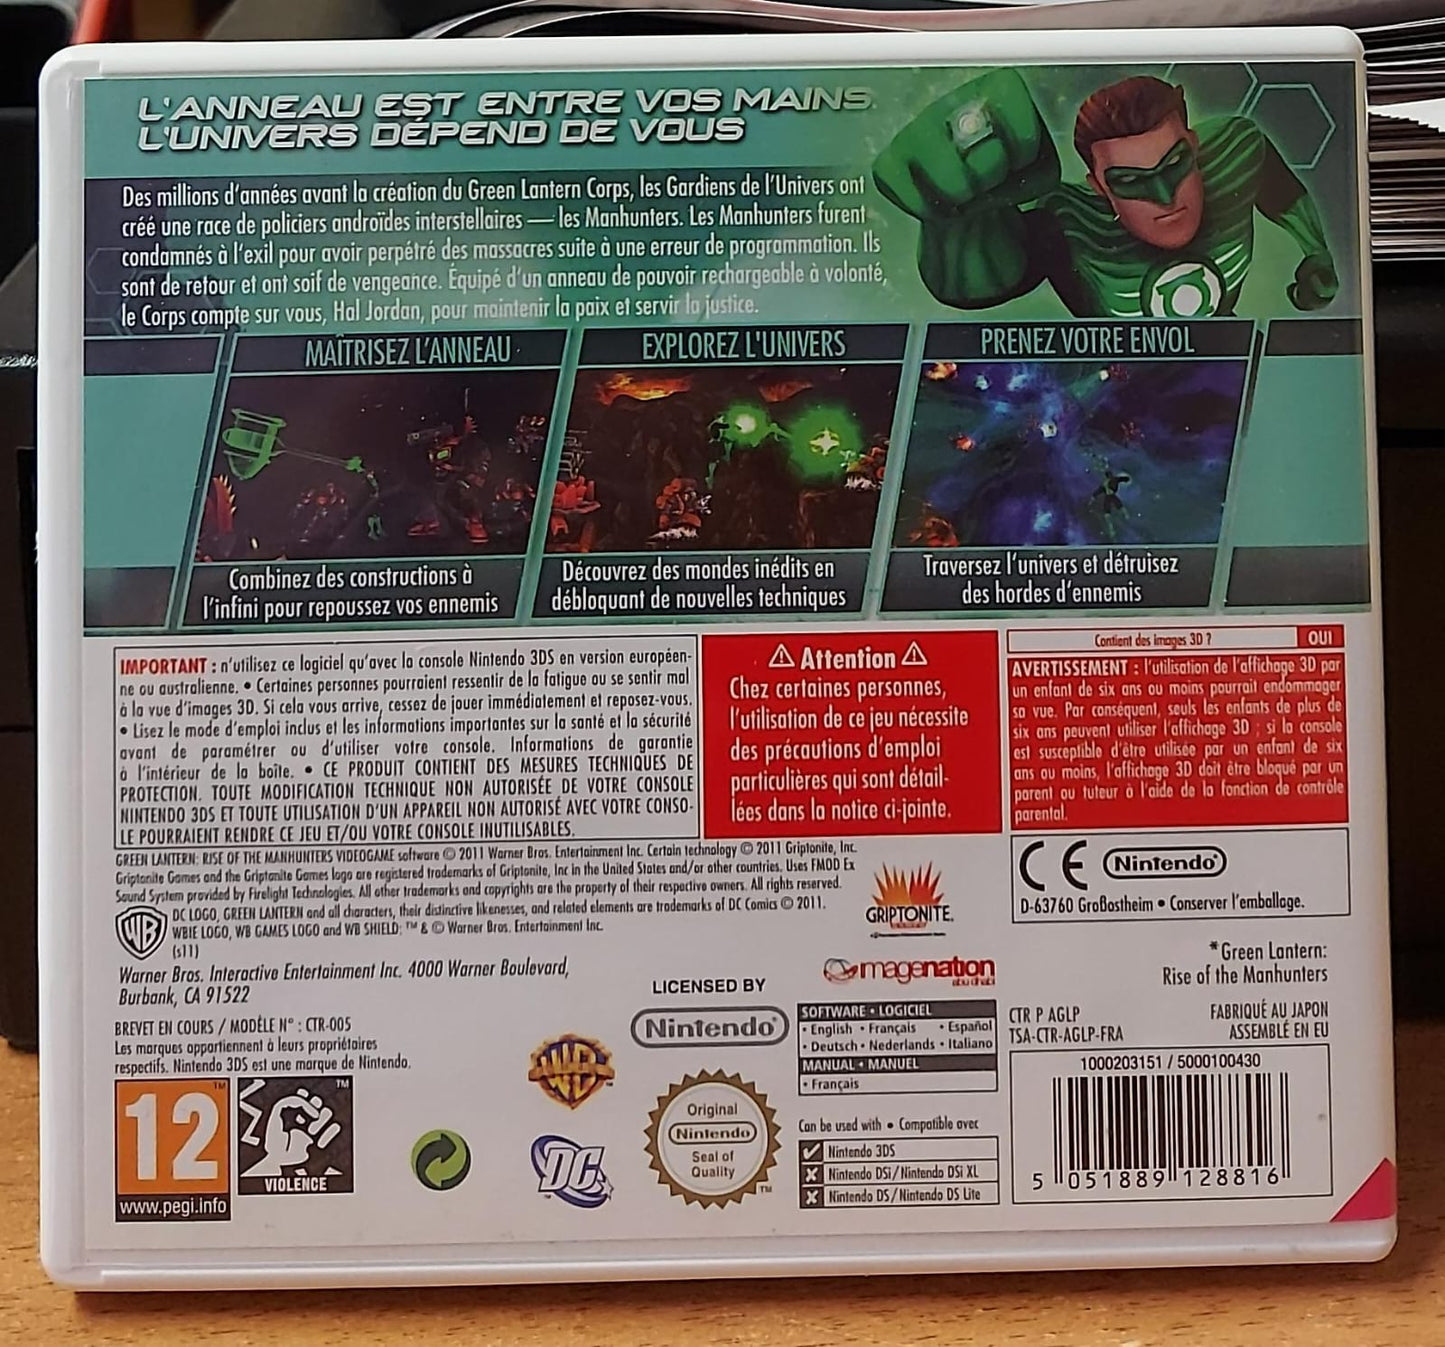 L'ANNEAU EST ENTRE VOS MAINS.
L'UNIVERS DÉPEND DE VOUS
Des millions d'années avant la création du Green Lantern Corps, les Gardiens de l'Univers ont
créé une race de policiers androïdes interstellaires — les Manhunters. Les Manhunters furent
condamnés à l'exil pour avoir perpétré des massacres suite à une erreur de programmation. Ils
sont de retour et ont soif de vengeance. Équipé d'un anneau de pouvoir rechargeable à volonté,
le Corps compte sur vous, Hal Jordan, pour maintenir la paix et servir la justice.
MAÎTRISEZ L'ANNEAU
EXPLOREZ L'UNIVERS
PRENEZ VOTRE ENVOL
Combinez des constructions à
l'infini pour repoussez vos ennemis
Découvrez des mondes inédits en
débloquant de nouvelles techniques
Traversez l'univers et détruisez
des hordes d'ennemis
IMPORTANT : n'utilisez ce logiciel qu'avec la console Nintendo 3DS en version européen-
ne ou australienne. • Certaines personnes pourraient ressentir de la fatigue ou se sentir mal
à la vue d'images 3D. Si cela vous arrive, cessez de jouer immédiatement et reposez-vous.
• Lisez le mode d'emploi inclus et les informations importantes sur la santé et la sécurité
avant de paramétrer ou d'utiliser votre console. Informations de garantie
à l'intérieur de la boîte. • CE PRODUIT CONTIENT DES MESURES TECHNIQUES DE
PROTECTION. TOUTE MODIFICATION TECHNIQUE NON AUTORISÉE DE VOTRE CONSOLE
NINTENDO 3DS ET TOUTE UTILISATION D'UN APPAREIL NON AUTORISÉ AVEC VOTRE CONSO-
LE POURRAIENT RENDRE CE JEU ET/OU VOTRE CONSOLE INUTILISABLES.
⚠ Attention ⚠
Chez certaines personnes,
l'utilisation de ce jeu nécessite
des précautions d'emploi
particulières qui sont détail-
lées dans la notice ci-jointe.
Contient des images 3D ? OUI
AVERTISSEMENT : l'utilisation de l'affichage 3D par
un enfant de six ans ou moins pourrait endommager
sa vue. Par conséquent, seuls les enfants de plus de
six ans peuvent utiliser l'affichage 3D ; si la console
est susceptible d'être utilisée par un enfant de six
ans ou moins, l'affichage 3D doit être bloqué par un
parent ou tuteur à l'aide de la fonction de contrôle
parental.
GREEN LANTERN: RISE OF THE MANHUNTERS VIDEOGAME software © 2011 Warner Bros. Entertainment Inc. Certain technology © 2011 Griptonite, Inc.
Griptonite Games and the Griptonite Games logo are registered trademarks of Griptonite, Inc in the United States and/or other countries. Uses FMOD Ex
Sound System provided by Firelight Technologies. All other trademarks and copyrights are the property of their respective owners. All rights reserved.
WB
DC LOGO, GREEN LANTERN and all characters, their distinctive likenesses, and related elements are trademarks of DC Comics © 2011.
WBIE LOGO, WB GAMES LOGO and WB SHIELD: ™ & © Warner Bros. Entertainment Inc.
(s11)
Warner Bros. Interactive Entertainment Inc. 4000 Warner Boulevard,
Burbank, CA 91522
BREVET EN COURS / MODÈLE N° : CTR-005
Les marques appartiennent à leurs propriétaires
respectifs. Nintendo 3DS est une marque de Nintendo.
GRIPTONITE.
imagenation
abu dhabi
CE Nintendo
D-63760 Großostheim • Conserver l'emballage.
*Green Lantern:
Rise of the Manhunters
LICENSED BY
Nintendo
SOFTWARE • LOGICIEL
• English • Français • Español
• Deutsch • Nederlands • Italiano
MANUAL • MANUEL
• Français
CTR P AGLP
TSA-CTR-AGLP-FRA
FABRIQUÉ AU JAPON
ASSEMBLÉ EN EU
1000203151 / 5000100430
5 051889 128816
12 ™
www.pegi.info
™
VIOLENCE
WB
DC
Original
Nintendo
Seal of
Quality
™
Can be used with • Compatible avec
Nintendo 3DS
Nintendo DSi/Nintendo DSi XL
Nintendo DS/Nintendo DS Lite